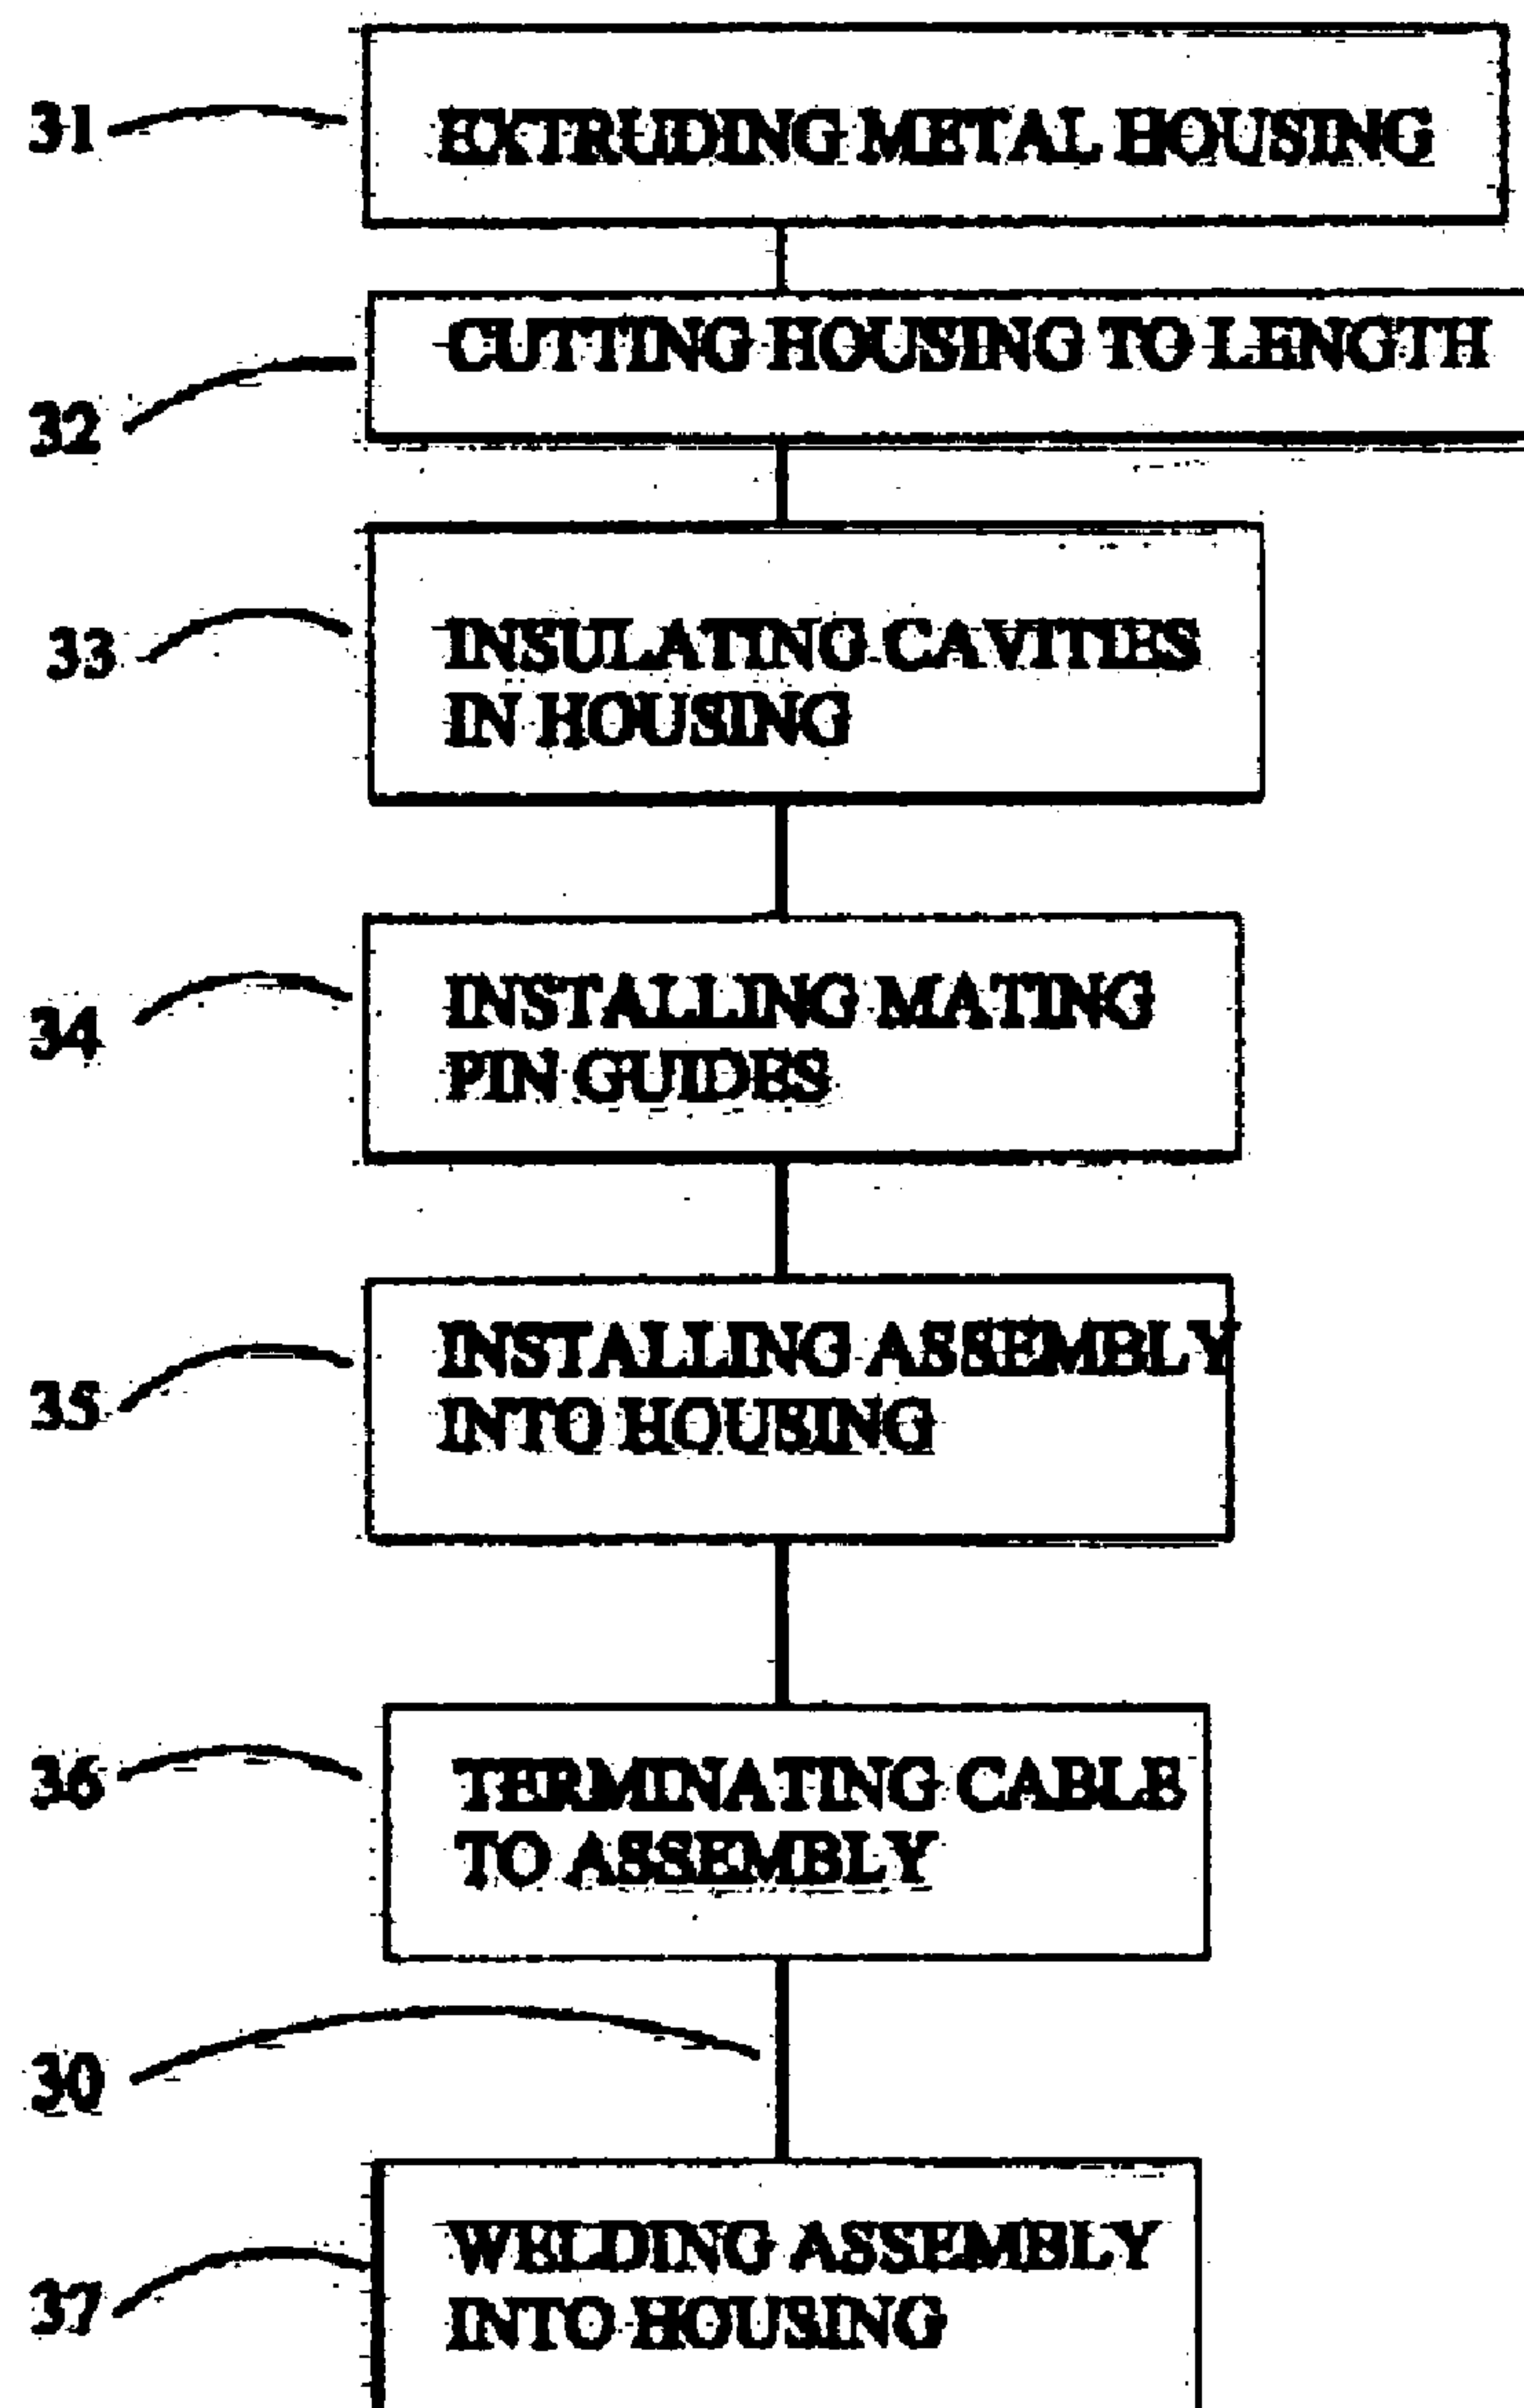 31
EXTRUDING METAL HOUSING
CUTTING HOUSING TO LENGTH
32
33
INSULATING CAVITIES
IN HOUSING
34
INSTALLING MATING
PIN GUIDES
35
INSTALLING ASSEMBLY
INTO HOUSING
36
TERMINATING CABLE
TO ASSEMBLY
30
37
WELDING ASSEMBLY
INTO HOUSING